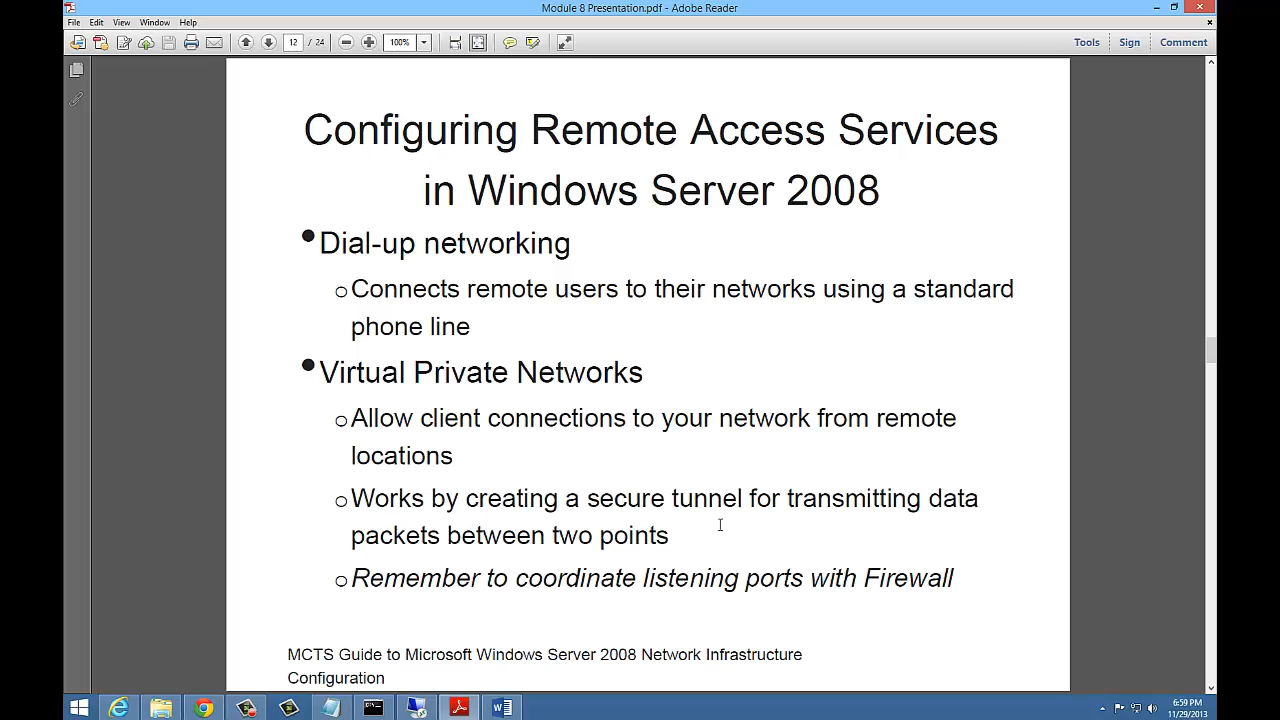 Module 8 Presentation.pdf - Adobe Reader
File Edit View Window Help
12 / 24 100% Tools Sign Comment
Configuring Remote Access Services
in Windows Server 2008
•Dial-up networking
oConnects remote users to their networks using a standard
phone line
•Virtual Private Networks
oAllow client connections to your network from remote
locations
oWorks by creating a secure tunnel for transmitting data
packets between two points
oRemember to coordinate listening ports with Firewall
MCTS Guide to Microsoft Windows Server 2008 Network Infrastructure
Configuration
6:59 PM
11/29/2013